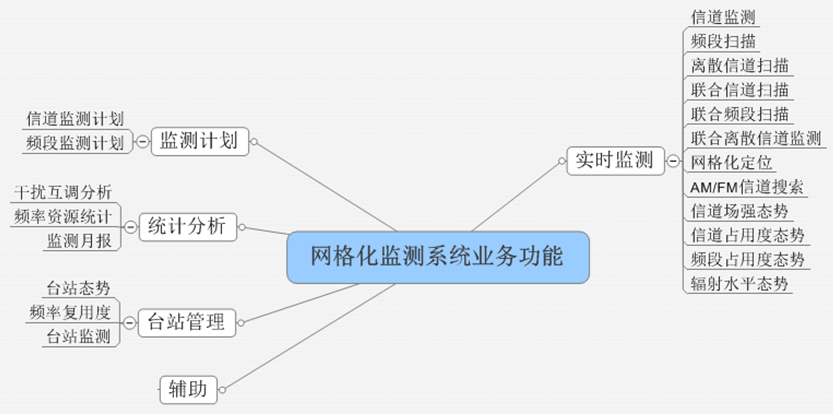 网格化监测系统业务功能
监测计划
信道监测计划
频段监测计划
统计分析
干扰互调分析
频率资源统计
监测月报
台站管理
台站态势
频率复用度
台站监测
辅助
实时监测
信道监测
频段扫描
离散信道扫描
联合信道扫描
联合频段扫描
联合离散信道监测
网格化定位
AM/FM信道搜索
信道场强态势
信道占用度态势
频段占用度态势
辐射水平态势